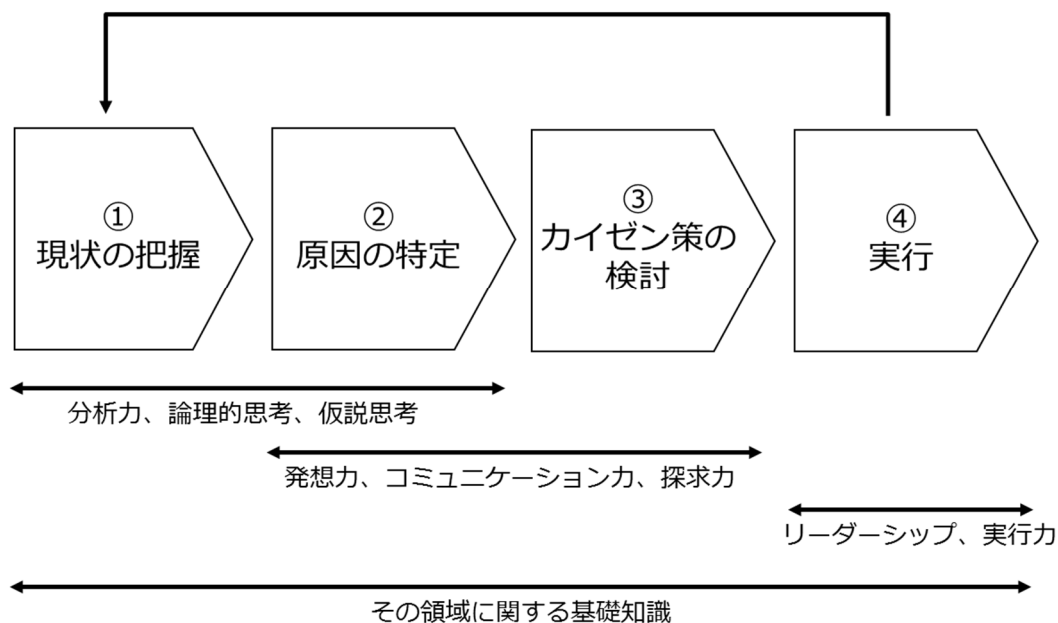 ①
現状の把握
②
原因の特定
③
カイゼン策の
検討
④
実行
分析力、論理的思考、仮説思考
発想力、コミュニケーション力、探求力
リーダーシップ、実行力
その領域に関する基礎知識